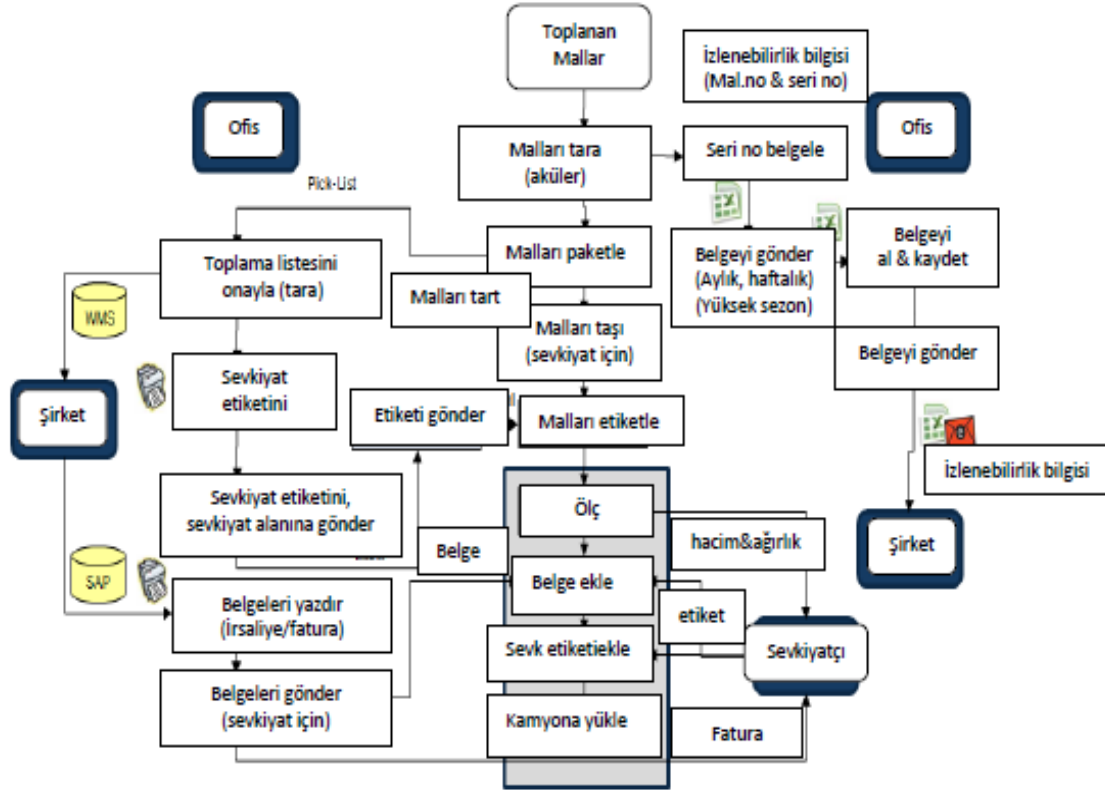 Toplanan
Mallar
İzlenebilirlik bilgisi
(Mal.no & seri no)
Ofis
Ofis
Malları tara
(aküler)
Seri no belgele
Pick-List
Toplama listesini
onayla (tara)
Malları paketle
Belgeyi gönder
(Aylık, haftalık)
(Yüksek sezon)
Belgeyi
al & kaydet
Malları tart
WMS
Malları taşı
(sevkiyat için)
Belgeyi gönder
Sevkiyat
etiketini
Şirket
Etiketi gönder
Malları etiketle
İzlenebilirlik bilgisi
Sevkiyat etiketini,
sevkiyat alanına gönder
Ölç
Belge
hacim&ağırlık
Şirket
SAP
Belge ekle
Belgeleri yazdır
(İrsaliye/fatura)
etiket
Sevk etiketiekle
Sevkiyatçı
Belgeleri gönder
(sevkiyat için)
Kamyona yükle
Fatura